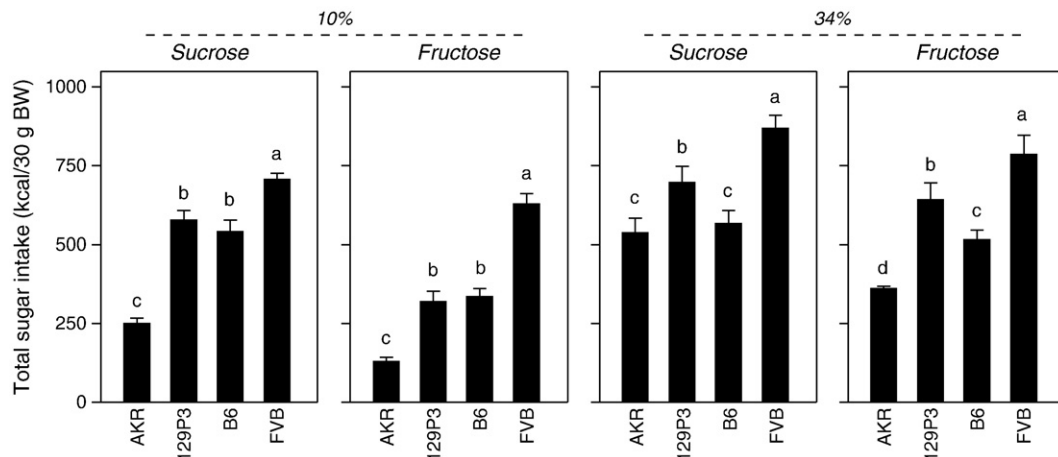 10% 34%
Sucrose Fructose Sucrose Fructose
Total sugar intake (kcal/30 g BW)
1000
750
500
250
0
c b b a
c b b a
c b c a
d b c a
AKR 129P3 B6 FVB
AKR 129P3 B6 FVB
AKR 129P3 B6 FVB
AKR 129P3 B6 FVB